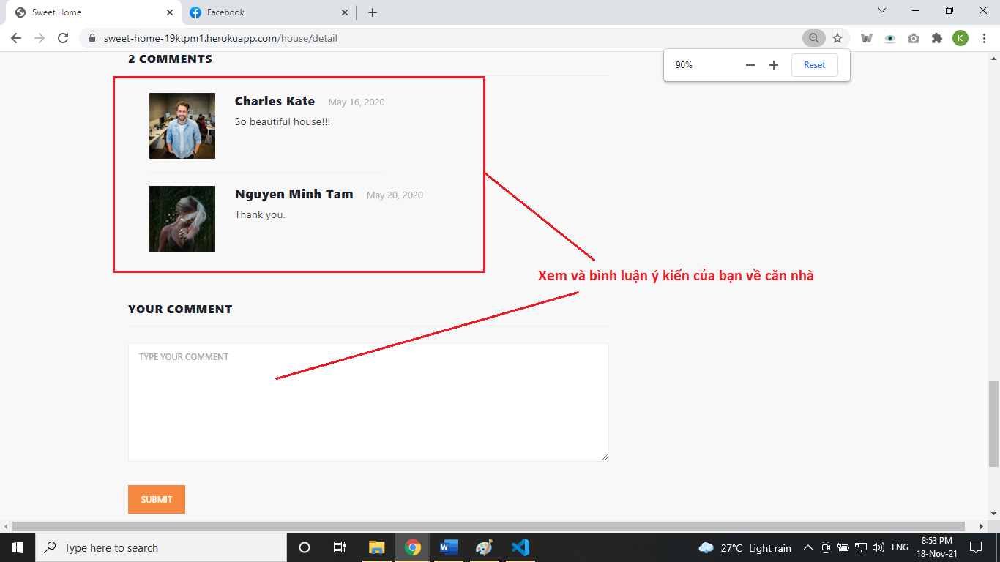 Sweet Home
Facebook
sweet-home-19ktpm1.herokuapp.com/house/detail
K
90%
Reset
2 COMMENTS
Charles Kate May 16, 2020
So beautiful house!!!
Nguyen Minh Tam May 20, 2020
Thank you.
Xem và bình luận ý kiến của bạn về căn nhà
YOUR COMMENT
TYPE YOUR COMMENT
SUBMIT
Type here to search
27°C Light rain
ENG
8:53 PM
18-Nov-21